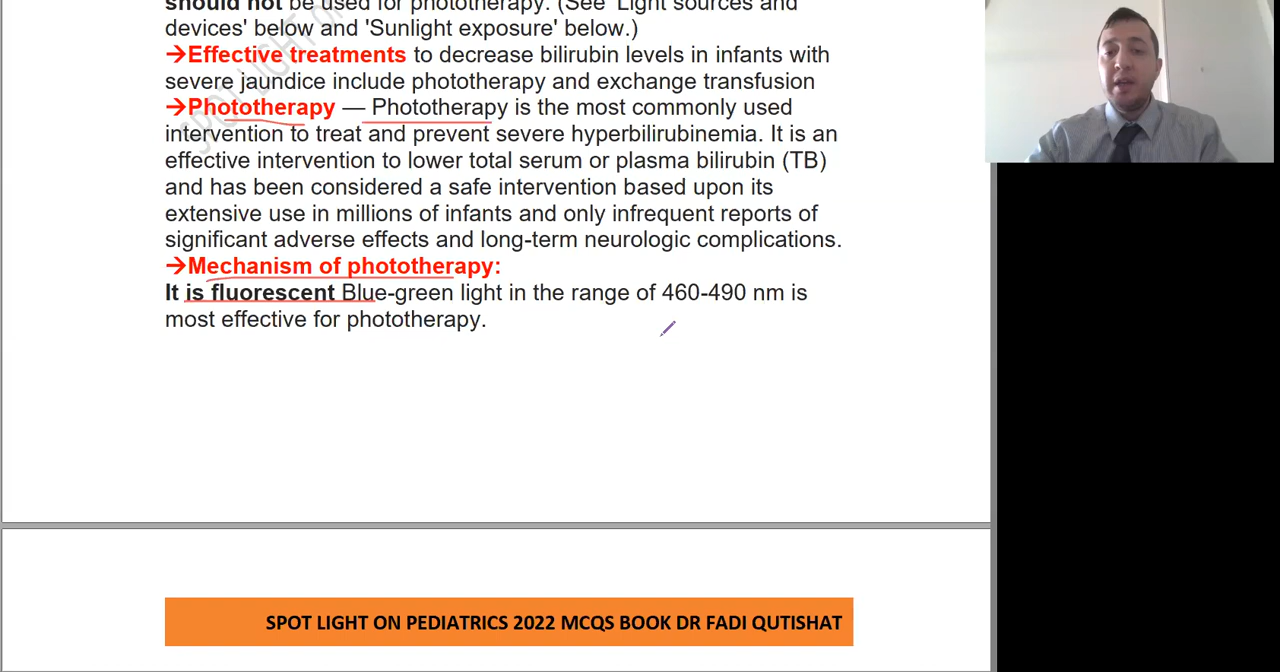 should not be used for phototherapy. (See 'Light sources and
devices' below and 'Sunlight exposure' below.)
→Effective treatments to decrease bilirubin levels in infants with
severe jaundice include phototherapy and exchange transfusion
→Phototherapy — Phototherapy is the most commonly used
intervention to treat and prevent severe hyperbilirubinemia. It is an
effective intervention to lower total serum or plasma bilirubin (TB)
and has been considered a safe intervention based upon its
extensive use in millions of infants and only infrequent reports of
significant adverse effects and long-term neurologic complications.
→Mechanism of phototherapy:
It is fluorescent Blue-green light in the range of 460-490 nm is
most effective for phototherapy.
SPOT LIGHT ON PEDIATRICS 2022 MCQS BOOK DR FADI QUTISHAT